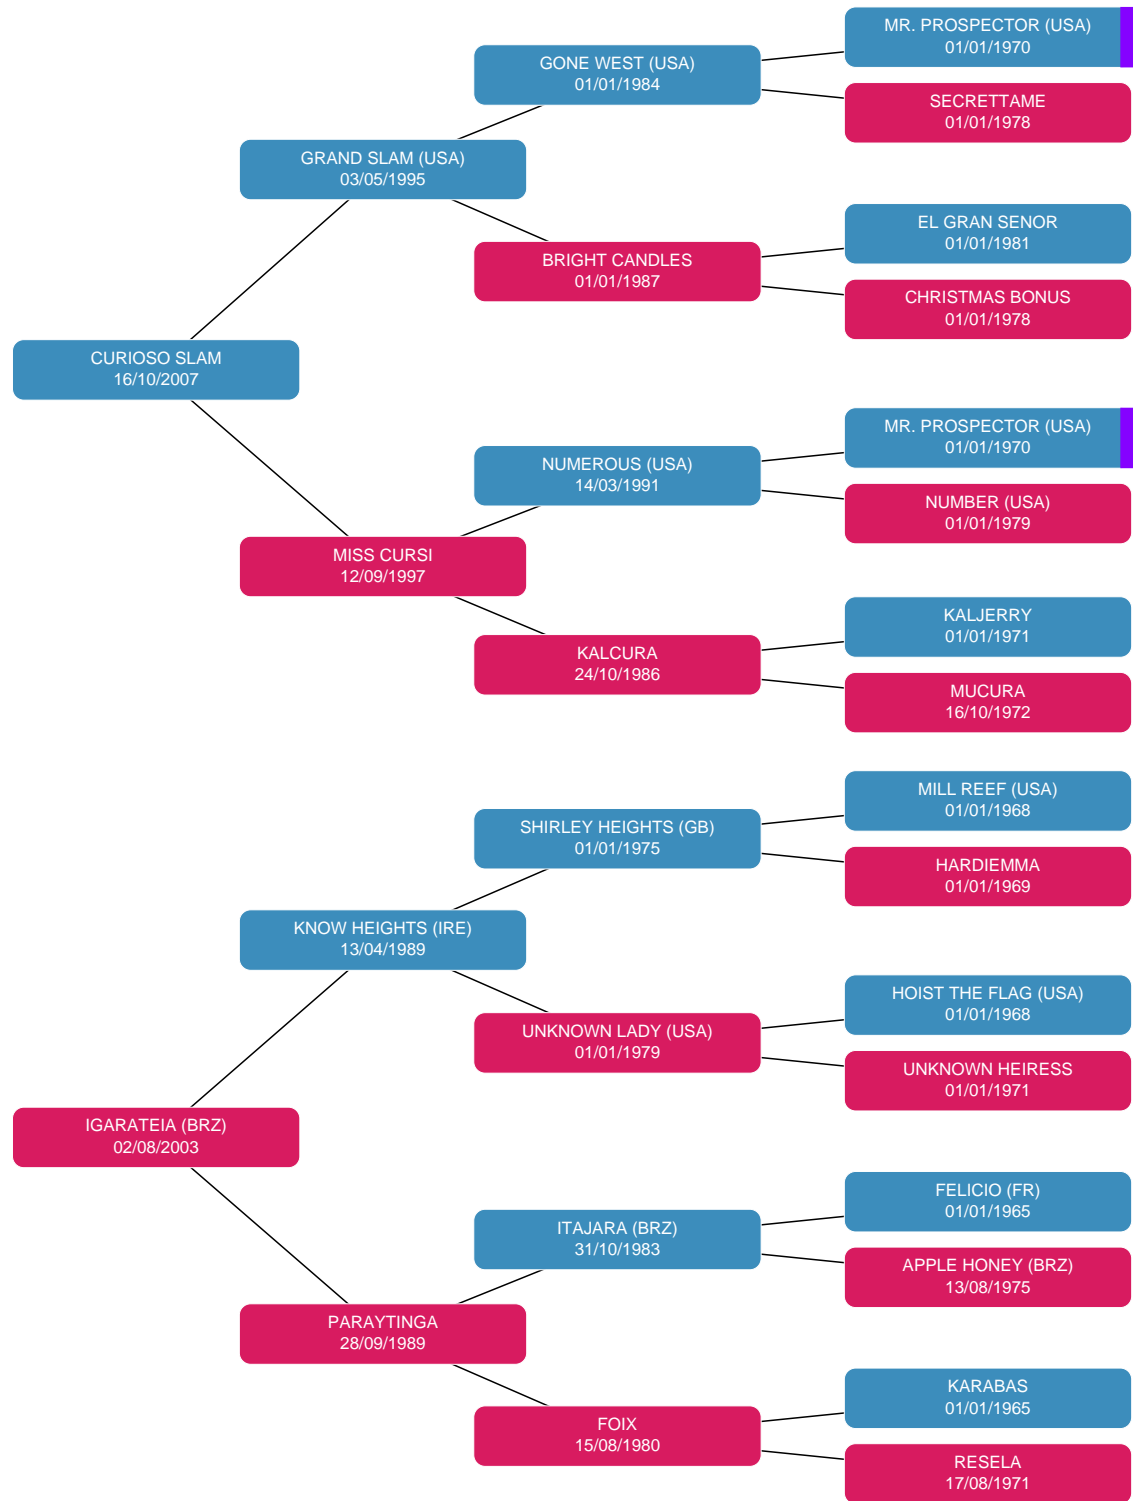 MR. PROSPECTOR (USA)
01/01/1970
GONE WEST (USA)
01/01/1984
SECRETTAME
01/01/1978
GRAND SLAM (USA)
03/05/1995
EL GRAN SENOR
01/01/1981
BRIGHT CANDLES
01/01/1987
CHRISTMAS BONUS
01/01/1978
CURIOSO SLAM
16/10/2007
MR. PROSPECTOR (USA)
01/01/1970
NUMEROUS (USA)
14/03/1991
NUMBER (USA)
01/01/1979
MISS CURSI
12/09/1997
KALJERRY
01/01/1971
KALCURA
24/10/1986
MUCURA
16/10/1972
MILL REEF (USA)
01/01/1968
SHIRLEY HEIGHTS (GB)
01/01/1975
HARDIEMMA
01/01/1969
KNOW HEIGHTS (IRE)
13/04/1989
HOIST THE FLAG (USA)
01/01/1968
UNKNOWN LADY (USA)
01/01/1979
UNKNOWN HEIRESS
01/01/1971
IGARATEIA (BRZ)
02/08/2003
FELICIO (FR)
01/01/1965
ITAJARA (BRZ)
31/10/1983
APPLE HONEY (BRZ)
13/08/1975
PARAYTINGA
28/09/1989
KARABAS
01/01/1965
FOIX
15/08/1980
RESELA
17/08/1971